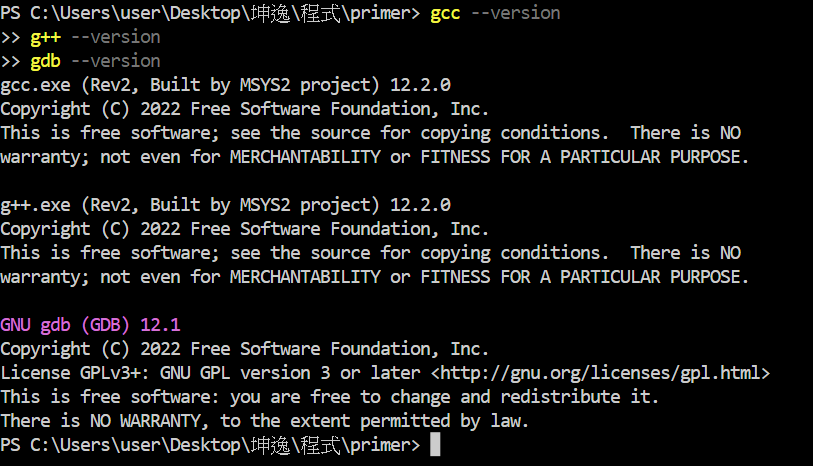 PS C:\Users\user\Desktop\坤逸\程式\primer> gcc --version
>> g++ --version
>> gdb --version
gcc.exe (Rev2, Built by MSYS2 project) 12.2.0
Copyright (C) 2022 Free Software Foundation, Inc.
This is free software; see the source for copying conditions.  There is NO
warranty; not even for MERCHANTABILITY or FITNESS FOR A PARTICULAR PURPOSE.
g++.exe (Rev2, Built by MSYS2 project) 12.2.0
Copyright (C) 2022 Free Software Foundation, Inc.
This is free software; see the source for copying conditions.  There is NO
warranty; not even for MERCHANTABILITY or FITNESS FOR A PARTICULAR PURPOSE.
GNU gdb (GDB) 12.1
Copyright (C) 2022 Free Software Foundation, Inc.
License GPLv3+: GNU GPL version 3 or later <http://gnu.org/licenses/gpl.html>
This is free software: you are free to change and redistribute it.
There is NO WARRANTY, to the extent permitted by law.
PS C:\Users\user\Desktop\坤逸\程式\primer>